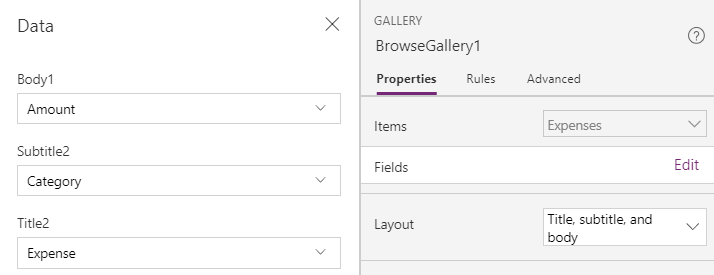 Data
Body1
Amount
Subtitle2
Category
Title2
Expense
GALLERY
BrowseGallery1
?
Properties Rules Advanced
Items Expenses
Fields Edit
Layout Title, subtitle, and
body